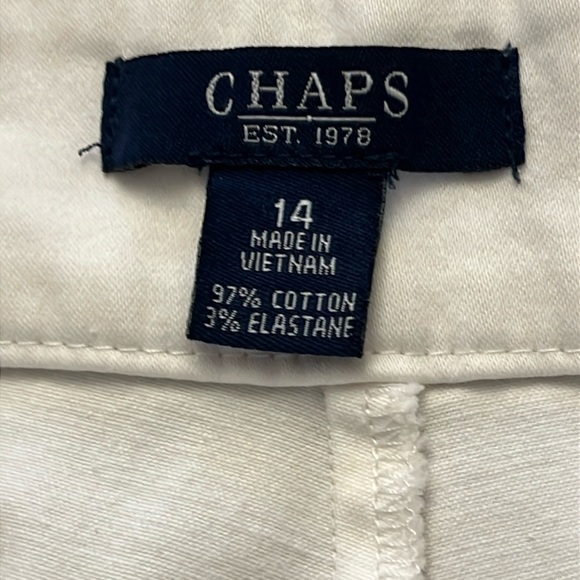 CHAPS
EST. 1978
14
MADE IN
VIETNAM
97% COTTON
3% ELASTANE